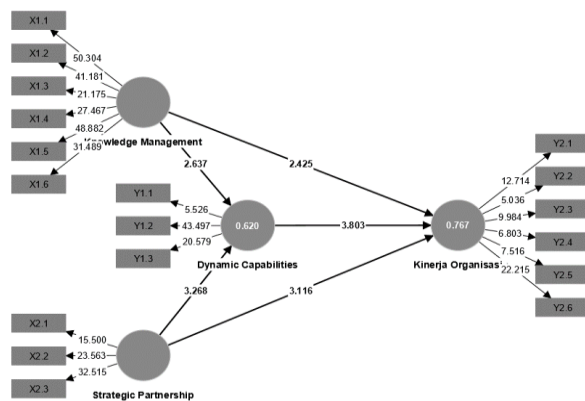 X1.1
X1.2
X1.3
X1.4
X1.5
X1.6
50.304
41.181
21.175
27.467
48.882
31.489
Knowledge Management
2.637
2.425
Y1.1
Y1.2
Y1.3
5.526
43.497
20.579
0.620
Dynamic Capabilities
3.803
0.767
Kinerja Organisas
12.714
5.036
9.984
6.803
7.516
22.215
Y2.1
Y2.2
Y2.3
Y2.4
Y2.5
Y2.6
3.268
3.116
X2.1
X2.2
X2.3
15.500
23.563
32.515
Strategic Partnership